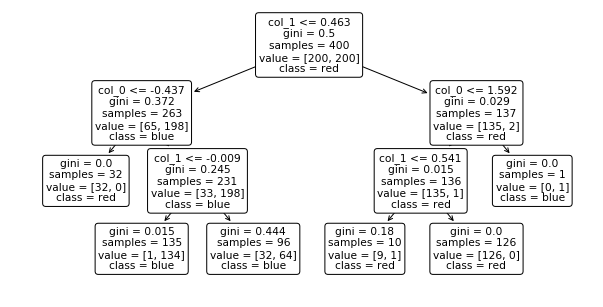 col_1 <= 0.463
gini = 0.5
samples = 400
value = [200, 200]
class = red
col_0 <= -0.437
gini = 0.372
samples = 263
value = [65, 198]
class = blue
col_0 <= 1.592
gini = 0.029
samples = 137
value = [135, 2]
class = red
gini = 0.0
samples = 32
value = [32, 0]
class = red
col_1 <= -0.009
gini = 0.245
samples = 231
value = [33, 198]
class = blue
col_1 <= 0.541
gini = 0.015
samples = 136
value = [135, 1]
class = red
gini = 0.0
samples = 1
value = [0, 1]
class = blue
gini = 0.015
samples = 135
value = [1, 134]
class = blue
gini = 0.444
samples = 96
value = [32, 64]
class = blue
gini = 0.18
samples = 10
value = [9, 1]
class = red
gini = 0.0
samples = 126
value = [126, 0]
class = red